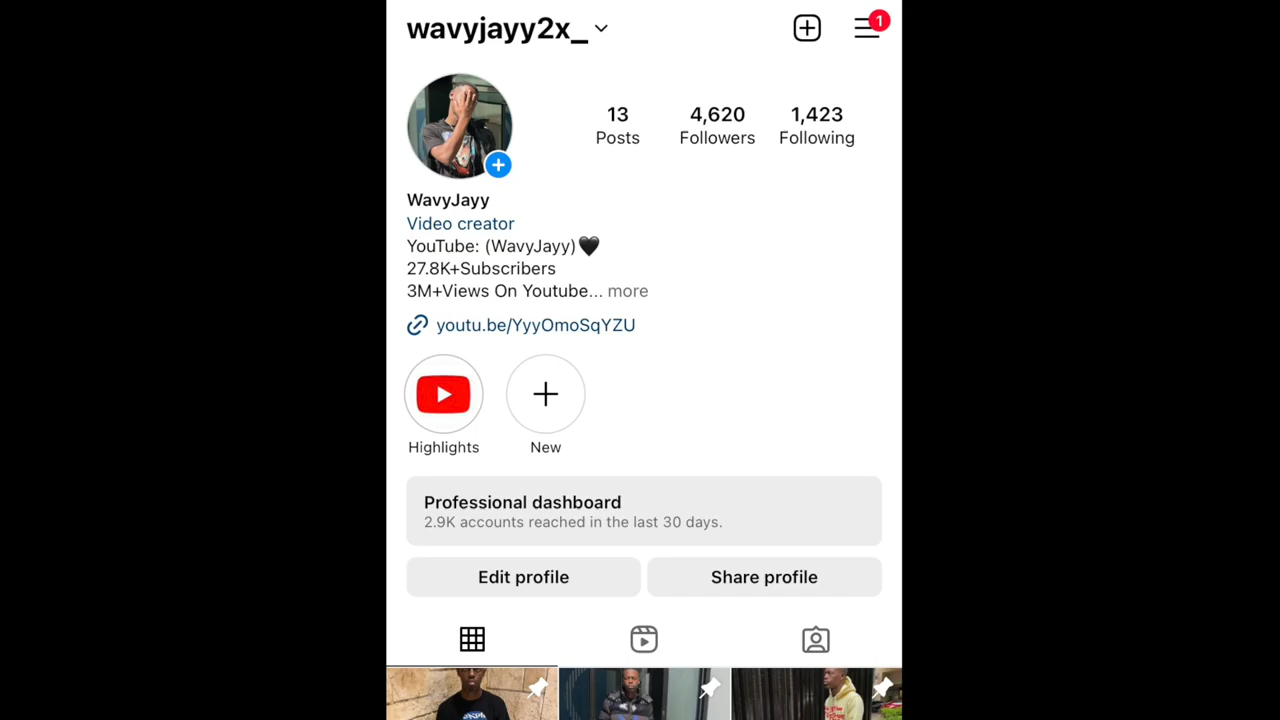 wavyjayy2x_
1
13
4,620
1,423
Posts
Followers
Following
WavyJayy
Video creator
YouTube: (WavyJayy)🖤
27.8K+Subscribers
3M+Views On Youtube... more
youtu.be/YyyOmoSqYZU
Highlights
New
Professional dashboard
2.9K accounts reached in the last 30 days.
Edit profile
Share profile